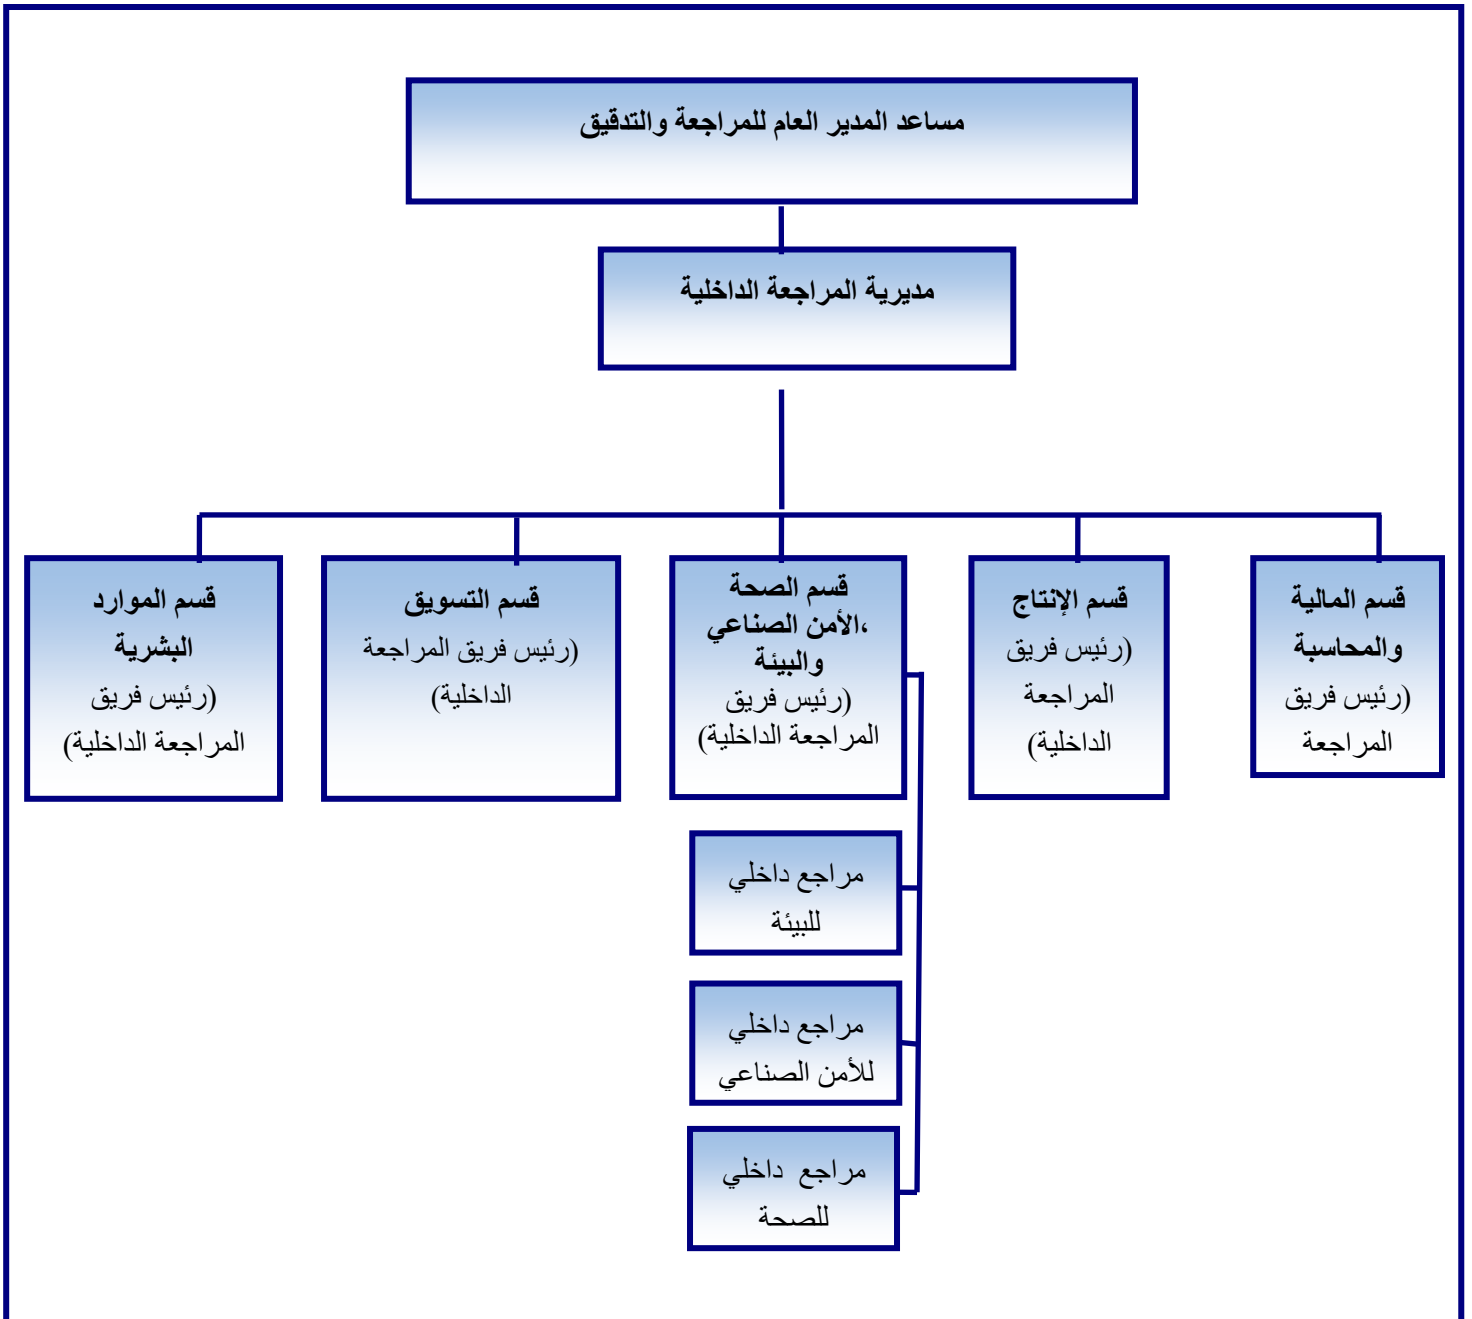 مساعد المدير العام للمراجعة والتدقيق
مديرية المراجعة الداخلية
قسم المالية
والمحاسبة
(رئيس فريق
المراجعة
قسم الإنتاج
(رئيس فريق
المراجعة
الداخلية)
قسم الصحة
،الأمن الصناعي
والبيئة
(رئيس فريق
المراجعة الداخلية)
قسم التسويق
(رئيس فريق المراجعة
الداخلية)
قسم الموارد
البشرية
(رئيس فريق
المراجعة الداخلية)
مراجع داخلي
للبيئة
مراجع داخلي
للأمن الصناعي
مراجع داخلي
للصحة